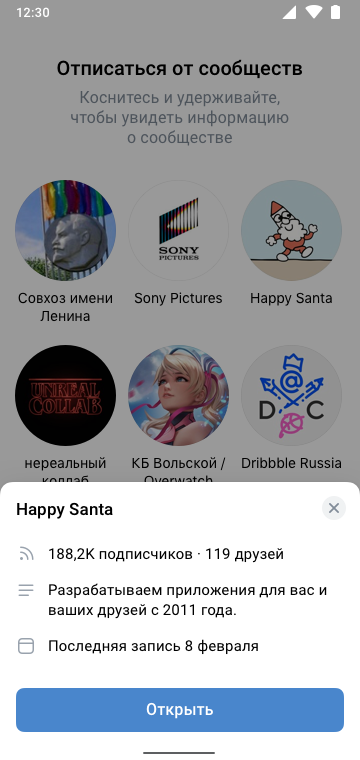 12:30
Отписаться от сообществ
Коснитесь и удерживайте,
чтобы увидеть информацию
о сообществе
SONY
PICTURES
UNREAL
COLLAB
@
D C
Совхоз имени
Ленина
Sony Pictures
Happy Santa
нереальный
коллаб
КБ Вольской /
Overwatch
Dribbble Russia
Happy Santa
188,2K подписчиков · 119 друзей
Разрабатываем приложения для вас и
ваших друзей с 2011 года.
Последняя запись 8 февраля
Открыть